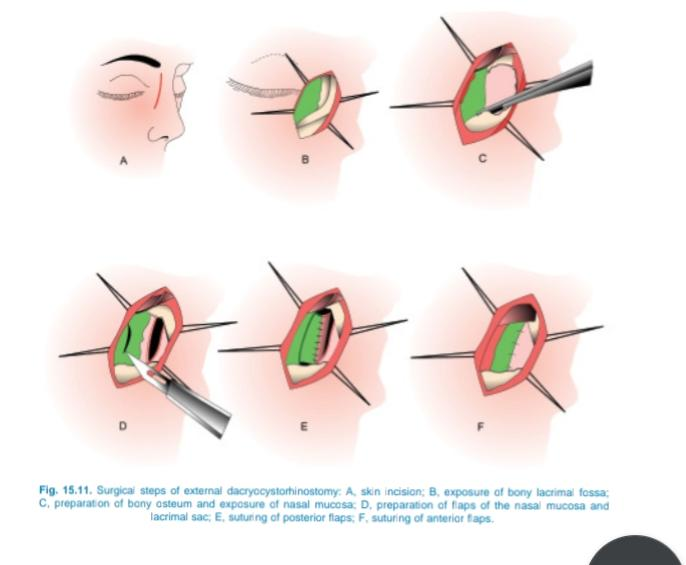 A
B
C
D
E
F
Fig. 15.11. Surgical steps of external dacryocystorhinostomy: A, skin incision; B, exposure of bony lacrimal fossa;
C, preparation of bony osteum and exposure of nasal mucosa; D, preparation of flaps of the nasal mucosa and
lacrimal sac; E, suturing of posterior flaps; F, suturing of anterior flaps.